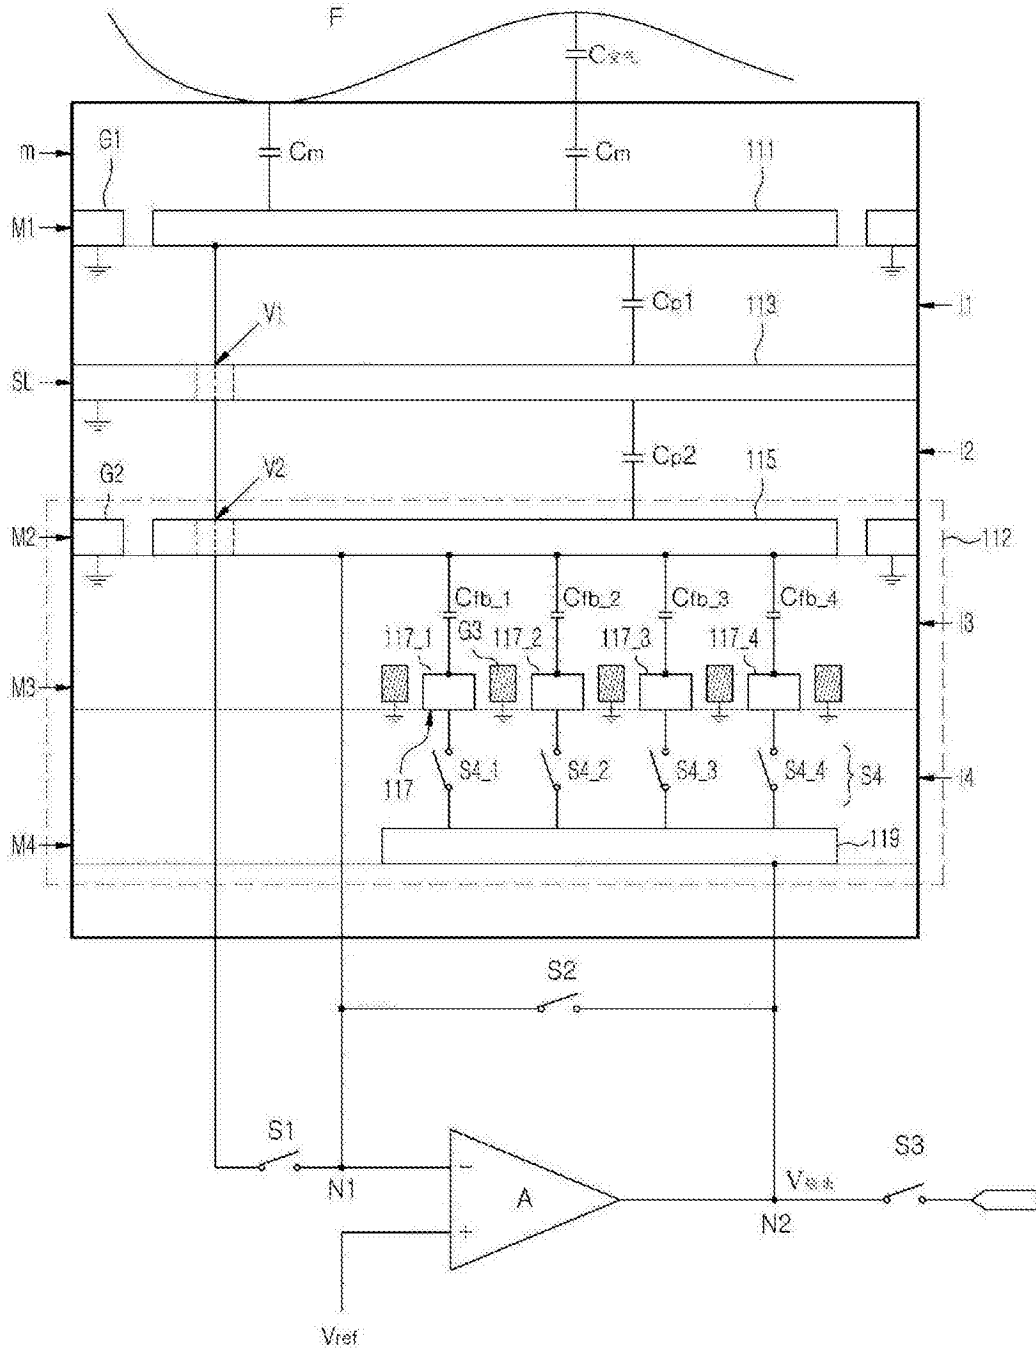 F
C
m
G1
Cm
Cm
111
M1
V1
Cp1
113
I1
SL
G2
V2
Cp2
115
I2
M2
112
Cfb_1
Cfb_2
Cfb_3
Cfb_4
I3
117_1
G3
117_2
117_3
117_4
M3
117
S4_1
S4_2
S4_3
S4_4
S4
I4
M4
119
S2
S1
N1
−
A
+
V
S3
N2
Vref